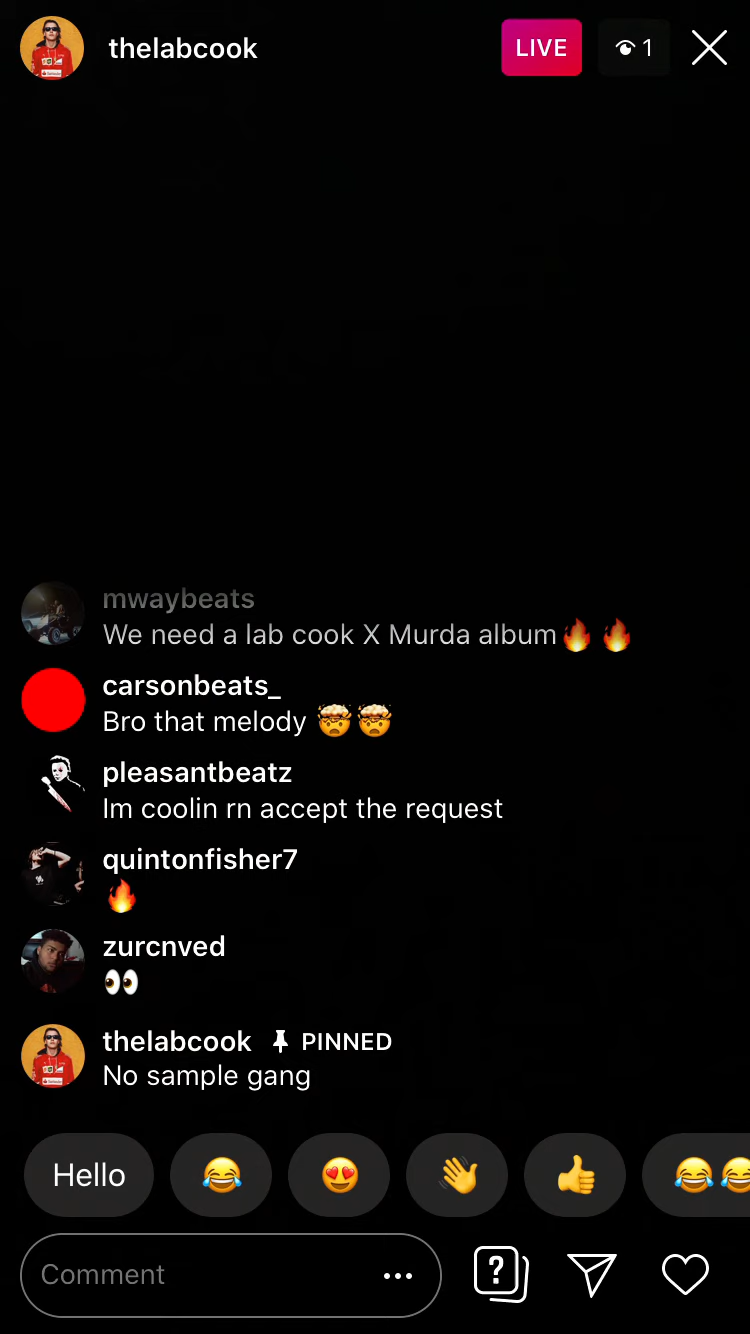 thelabcook
LIVE
1
mwaybeats
We need a lab cook X Murda album🔥 🔥
carsonbeats_
Bro that melody 🤯🤯
pleasantbeatz
Im coolin rn accept the request
quintonfisher7
🔥
zurcnved
👀
thelabcook 📌 PINNED
No sample gang
Hello 😂 😍 👋 👍 😂😂
Comment •••
?